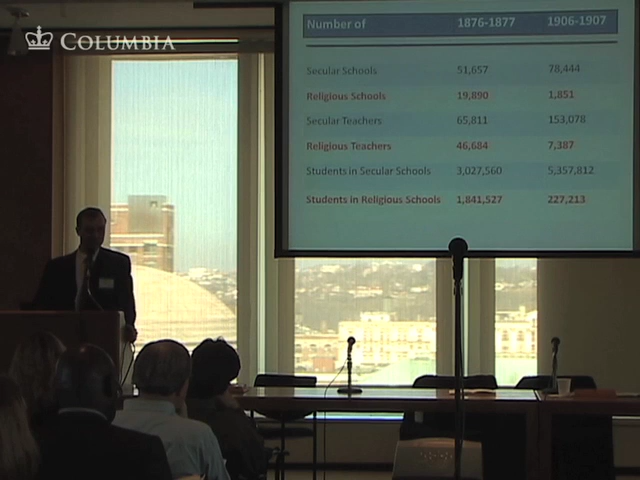 COLUMBIA
Number of 1876-1877 1906-1907
Secular Schools 51,657 78,444
Religious Schools 19,890 1,851
Secular Teachers 65,811 153,078
Religious Teachers 46,684 7,387
Students in Secular Schools 3,027,560 5,357,812
Students in Religious Schools 1,841,527 227,213